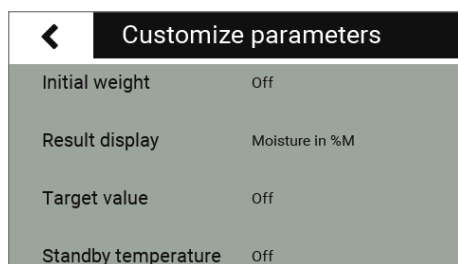 Customize parameters
Initial weight Off
Result display Moisture in %M
Target value Off
Standby temperature Off